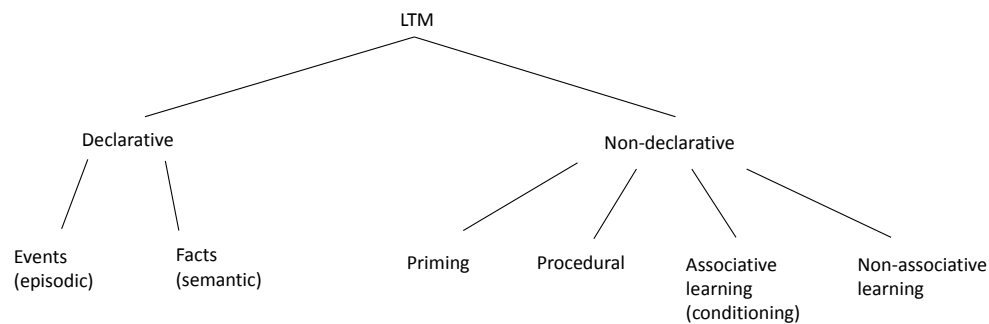 LTM
Declarative
Non-declarative
Events
(episodic)
Facts
(semantic)
Priming
Procedural
Associative
learning
(conditioning)
Non-associative
learning